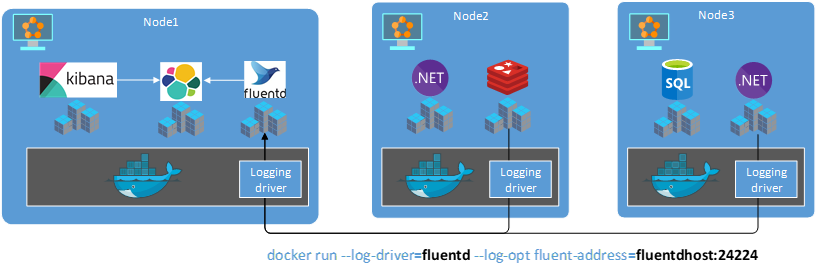 Node1
Node2
Node3
kibana
fluentd
.NET
SQL
.NET
Logging
driver
Logging
driver
Logging
driver
docker run --log-driver=fluentd --log-opt fluent-address=fluentdhost:24224